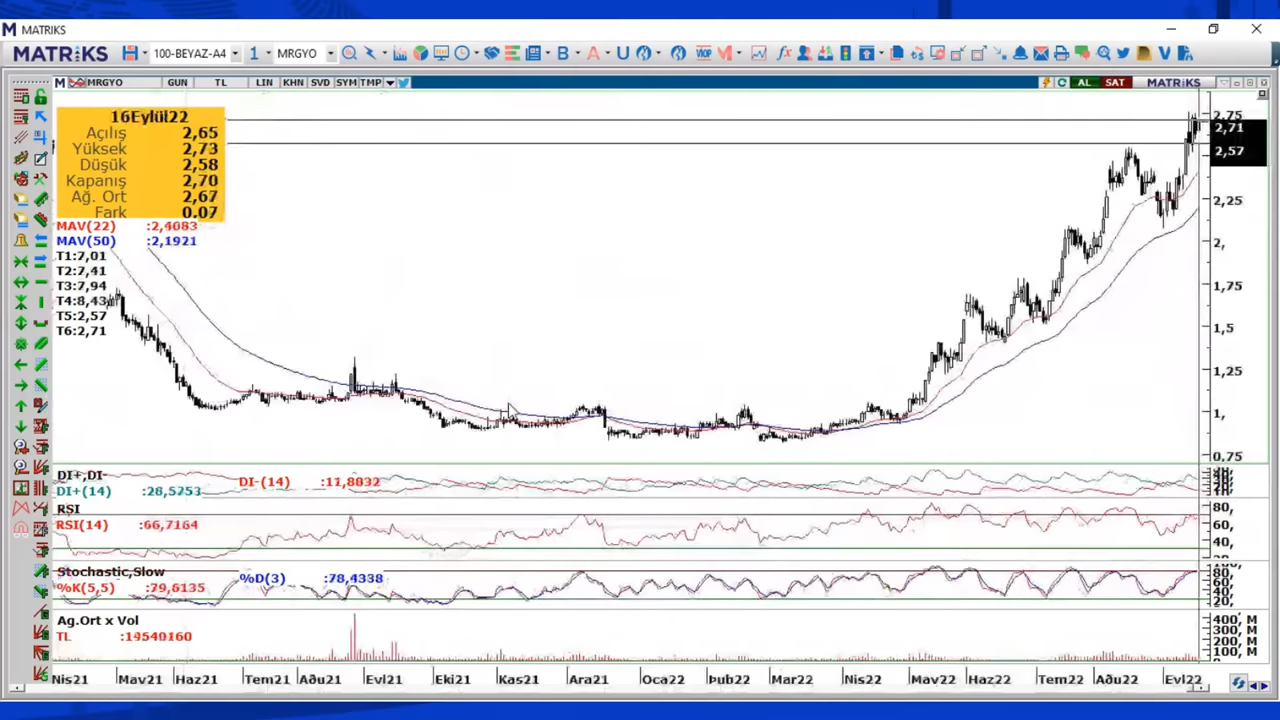 MATRIKS
MATRIKS 100-BEYAZ-A4 1 MRGYO
MRGYO GUN TL LIN KHN SVD SYM TMP AL SAT MATRiKS
16Eylül22
Açılış 2,65
Yüksek 2,73
Düşük 2,58
Kapanış 2,70
Ağ. Ort 2,67
Fark 0,07
MAV(22) :2,4083
MAV(50) :2,1921
T1:7,01
T2:7,41
T3:7,94
T4:8,43
T5:2,57
T6:2,71
2,75
2,71
2,57
2,25
2,
1,75
1,5
1,25
1,
0,75
DI+,DI-
DI-(14) :11,8032
DI+(14) :28,5253
RSI
RSI(14) :66,7164
80,
60,
40,
Stochastic,Slow
%K(5,5) :79,6135
%D(3) :78,4338
80,
40,
20,
Ag.Ort x Vol
TL :19540160
400, M
300, M
200, M
100, M
Nis21 May21 Haz21 Tem21 Aðu21 Evl21 Eki21 Kas21 Ara21 Oca22 Þub22 Mar22 Nis22 May22 Haz22 Tem22 Aðu22 Evl22